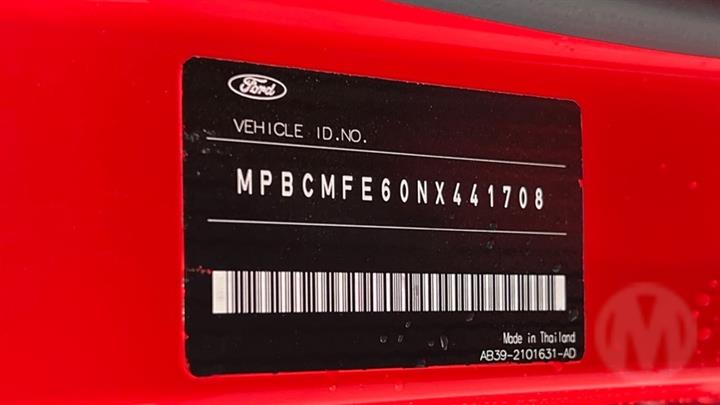 Ford
VEHICLE ID.NO.
MPBCMFE60NX441708
Made in Thailand
AB39-2101631-AD
M